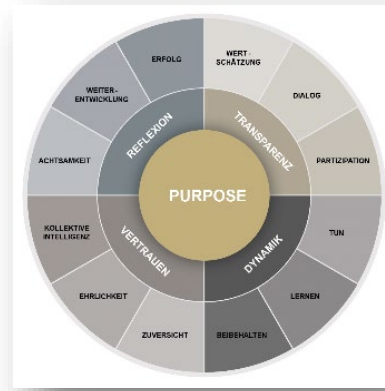 PURPOSE
REFLEXION
TRANSPARENZ
DYNAMIK
VERTRAUEN
ERFOLG
WERT-
SCHÄTZUNG
DIALOG
PARTIZIPATION
TUN
LERNEN
BEIBEHALTEN
ZUVERSICHT
EHRLICHKEIT
KOLLEKTIVE
INTELLIGENZ
ACHTSAMKEIT
WEITER-
ENTWICKLUNG